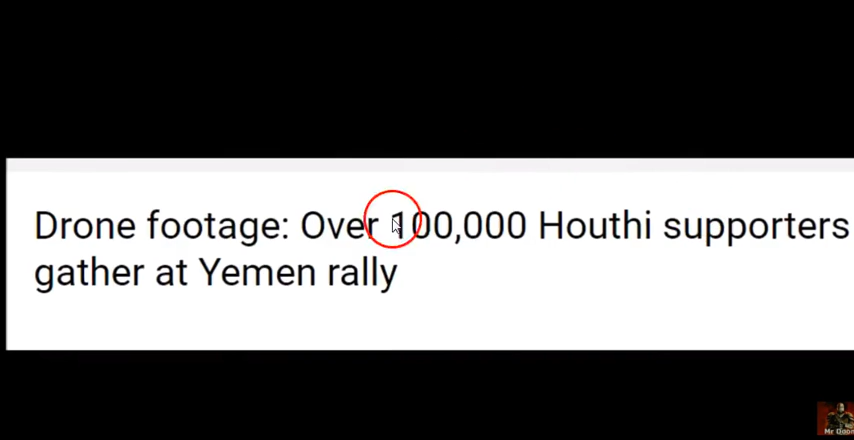 Drone footage: Over 100,000 Houthi supporters
gather at Yemen rally